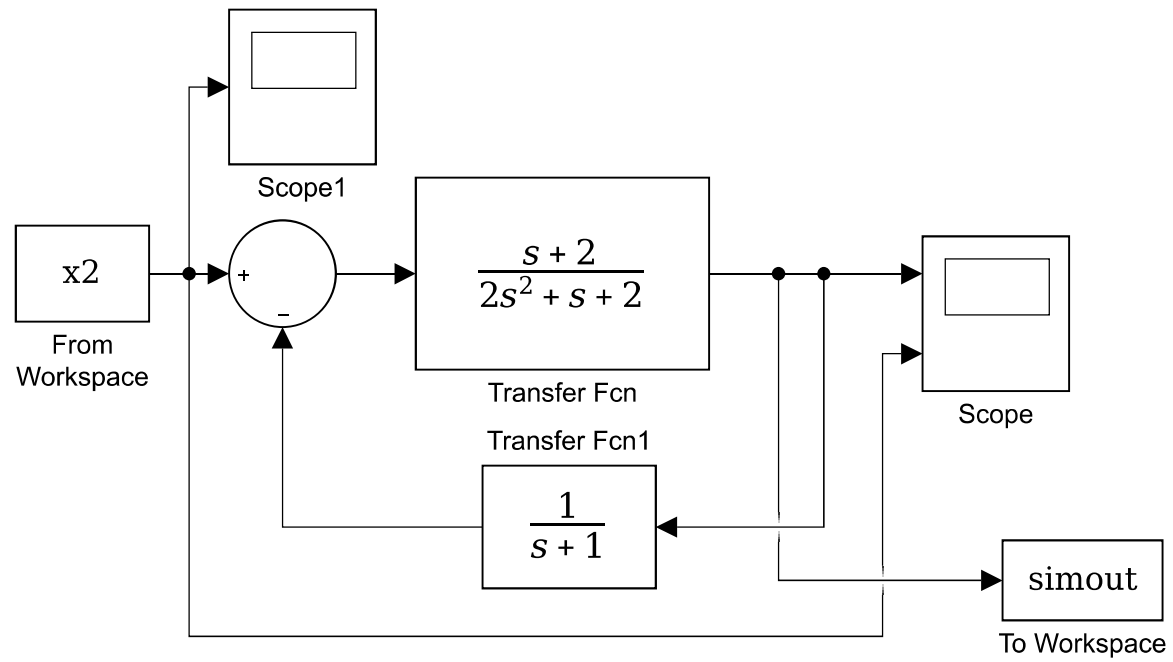 Scope1
x2
From
Workspace
+
−
s + 2
2s² + s + 2
Transfer Fcn
Scope
Transfer Fcn1
1
s + 1
simout
To Workspace